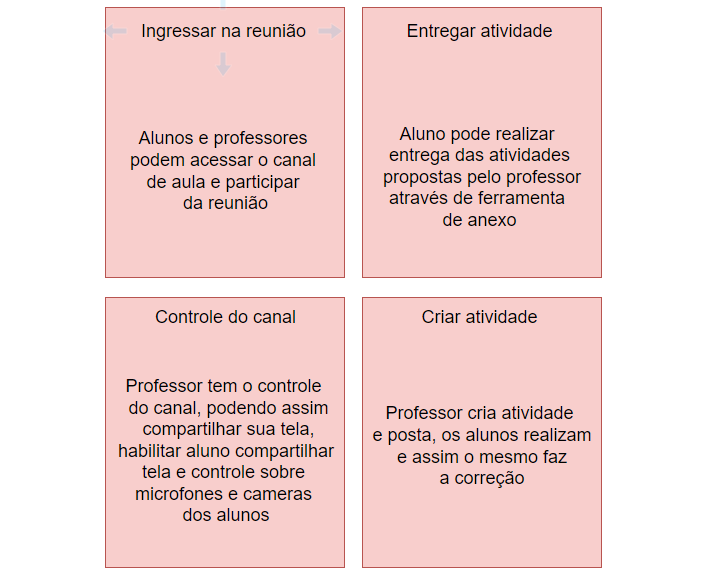 Ingressar na reunião
Alunos e professores
podem acessar o canal
de aula e participar
da reunião
Entregar atividade
Aluno pode realizar
entrega das atividades
propostas pelo professor
através de ferramenta
de anexo
Controle do canal
Professor tem o controle
do canal, podendo assim
compartilhar sua tela,
habilitar aluno compartilhar
tela e controle sobre
microfones e cameras
dos alunos
Criar atividade
Professor cria atividade
e posta, os alunos realizam
e assim o mesmo faz
a correção